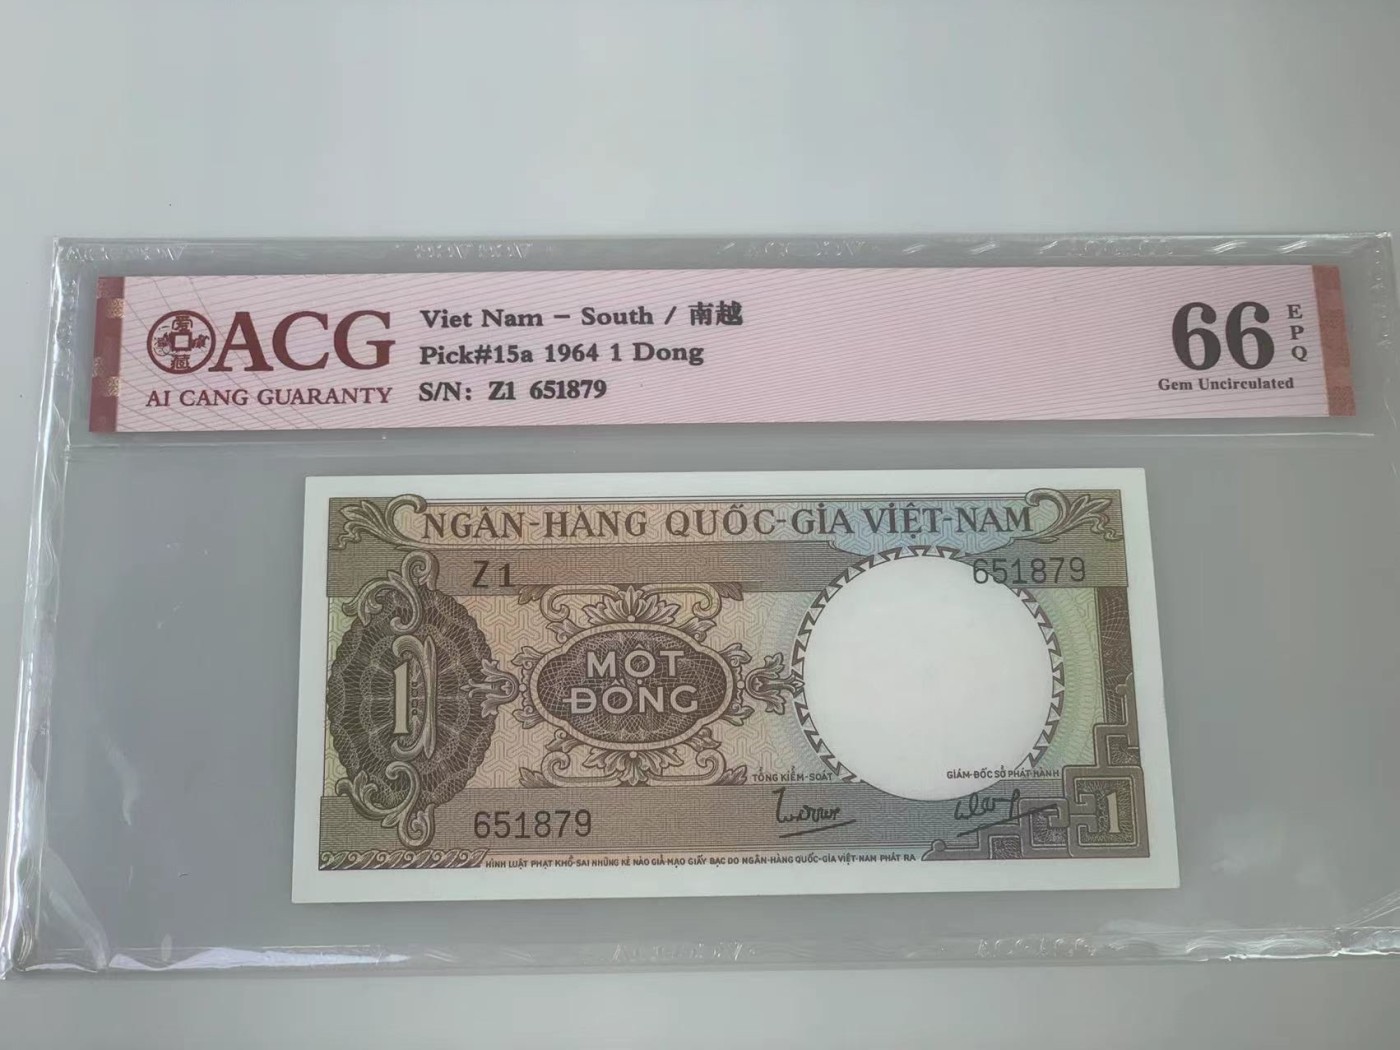 愛藏
ACG
AI CANG GUARANTY
Viet Nam – South / 南越
Pick#15a 1964 1 Dong
S/N: Z1 651879
66
EPQ
Gem Uncirculated
NGÂN-HÀNG QUỐC-GIA VIỆT-NAM
Z1
651879
1
MỘT
ĐỒNG
TỔNG KIỂM-SOÁT
GIÁM-ĐỐC SỞ PHÁT-HÀNH
651879
1
HÌNH LUẬT PHẠT KHỔ-SAI NHỮNG KẺ NÀO GIẢ-MẠO GIẤY BẠC DO NGÂN-HÀNG QUỐC-GIA VIỆT-NAM PHÁT RA